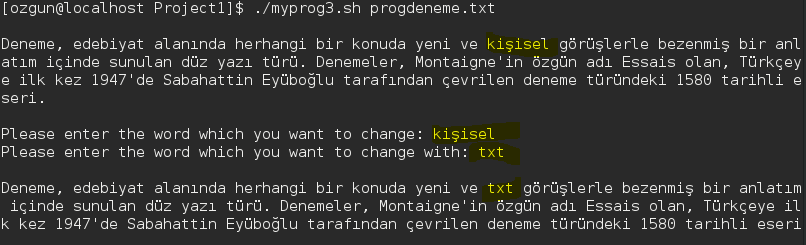 [ozgun@localhost Project1]$ ./myprog3.sh progdeneme.txt
Deneme, edebiyat alanında herhangi bir konuda yeni ve kişisel görüşlerle bezenmiş bir anl
atım içinde sunulan düz yazı türü. Denemeler, Montaigne'in özgün adı Essais olan, Türkçey
e ilk kez 1947'de Sabahattin Eyüboğlu tarafından çevrilen deneme türündeki 1580 tarihli e
seri.
Please enter the word which you want to change: kişisel
Please enter the word which you want to change with: txt
Deneme, edebiyat alanında herhangi bir konuda yeni ve txt görüşlerle bezenmiş bir anlatım
içinde sunulan düz yazı türü. Denemeler, Montaigne'in özgün adı Essais olan, Türkçeye il
k kez 1947'de Sabahattin Eyüboğlu tarafından çevrilen deneme türündeki 1580 tarihli eseri